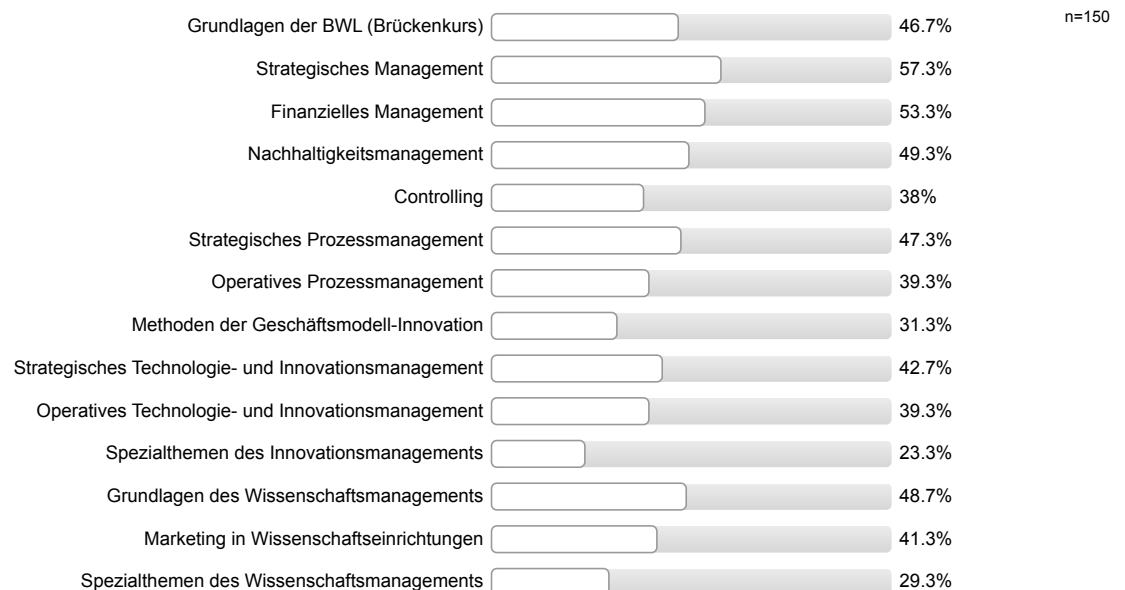 Grundlagen der BWL (Brückenkurs) 46.7% n=150
Strategisches Management 57.3%
Finanzielles Management 53.3%
Nachhaltigkeitsmanagement 49.3%
Controlling 38%
Strategisches Prozessmanagement 47.3%
Operatives Prozessmanagement 39.3%
Methoden der Geschäftsmodell-Innovation 31.3%
Strategisches Technologie- und Innovationsmanagement 42.7%
Operatives Technologie- und Innovationsmanagement 39.3%
Spezialthemen des Innovationsmanagements 23.3%
Grundlagen des Wissenschaftsmanagements 48.7%
Marketing in Wissenschaftseinrichtungen 41.3%
Spezialthemen des Wissenschaftsmanagements 29.3%